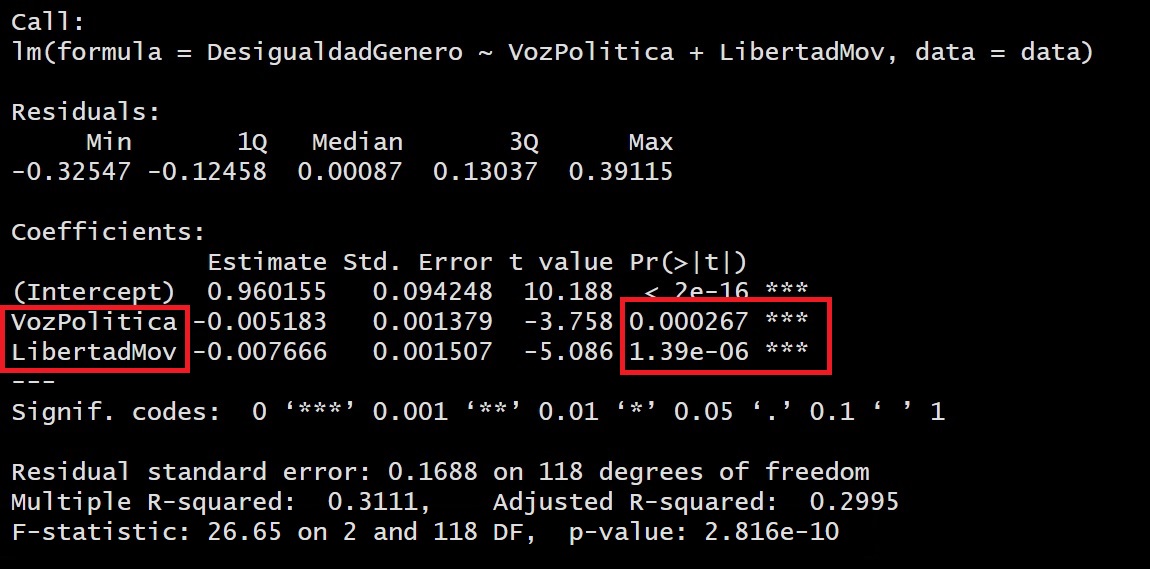 Call:
lm(formula = DesigualdadGenero ~ VozPolitica + LibertadMov, data = data)
Residuals:
Min 1Q Median 3Q Max
-0.32547 -0.12458 0.00087 0.13037 0.39115
Coefficients:
Estimate Std. Error t value Pr(>|t|)
(Intercept) 0.960155 0.094248 10.188 < 2e-16 ***
VozPolitica -0.005183 0.001379 -3.758 0.000267 ***
LibertadMov -0.007666 0.001507 -5.086 1.39e-06 ***
---
Signif. codes: 0 ‘***’ 0.001 ‘**’ 0.01 ‘*’ 0.05 ‘.’ 0.1 ‘ ’ 1
Residual standard error: 0.1688 on 118 degrees of freedom
Multiple R-squared: 0.3111, Adjusted R-squared: 0.2995
F-statistic: 26.65 on 2 and 118 DF, p-value: 2.816e-10